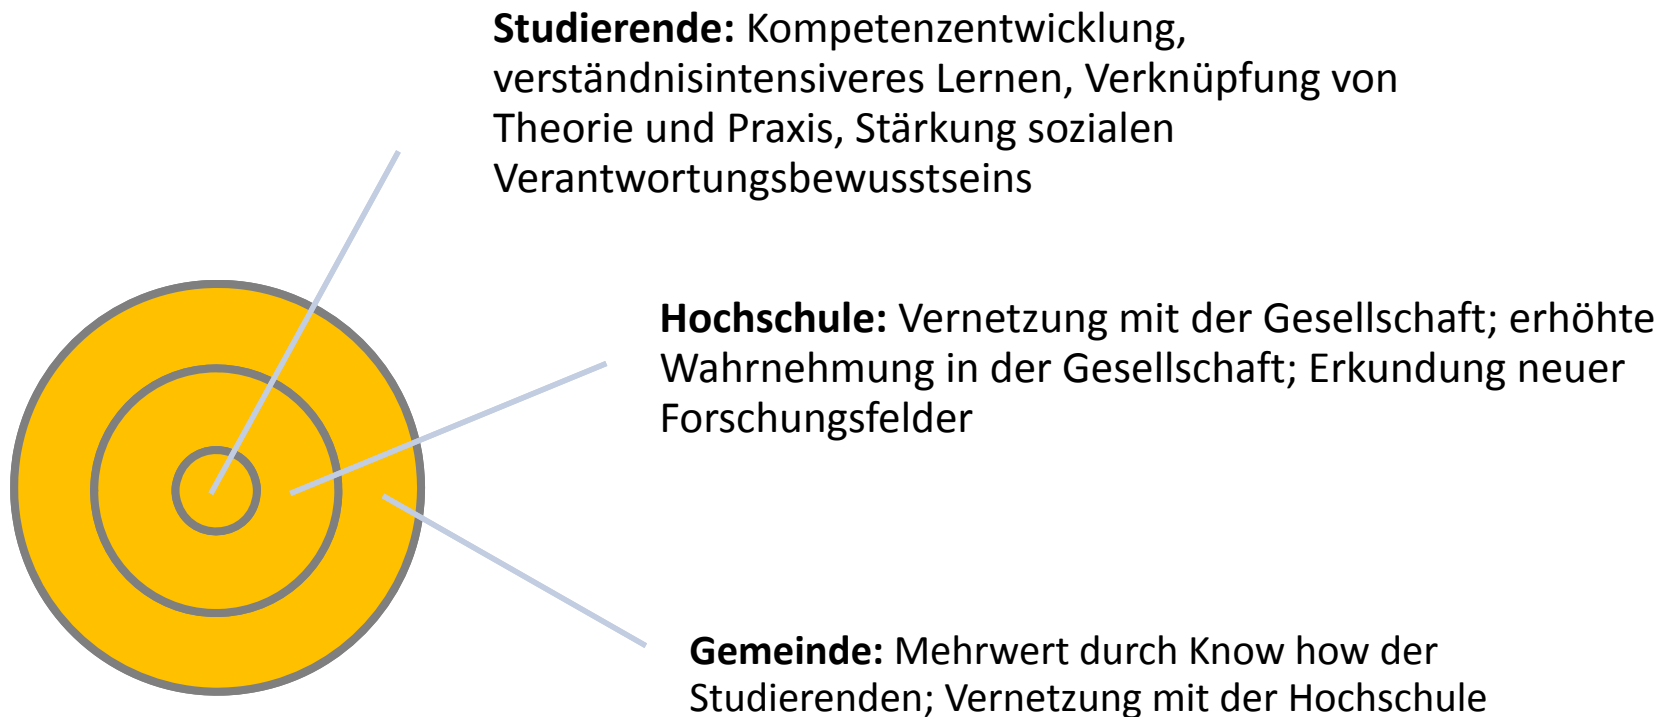 Studierende: Kompetenzentwicklung,
verständnisintensiveres Lernen, Verknüpfung von
Theorie und Praxis, Stärkung sozialen
Verantwortungsbewusstseins
Hochschule: Vernetzung mit der Gesellschaft; erhöhte
Wahrnehmung in der Gesellschaft; Erkundung neuer
Forschungsfelder
Gemeinde: Mehrwert durch Know how der
Studierenden; Vernetzung mit der Hochschule